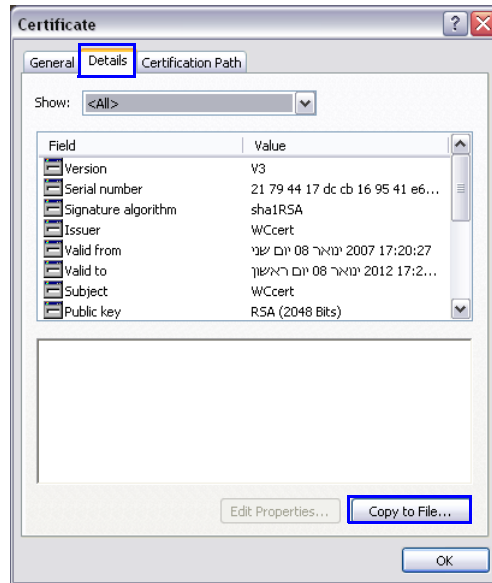 Certificate
General Details Certification Path
Show: <All>
Field Value
Version V3
Serial number 21 79 44 17 dc cb 16 95 41 e6...
Signature algorithm sha1RSA
Issuer WCcert
Valid from יום שני 08 ינואר 2007 17:20:27
Valid to יום ראשון 08 ינואר 2012 17:2...
Subject WCcert
Public key RSA (2048 Bits)
Edit Properties... Copy to File...
OK